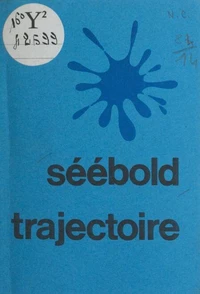 16°
Y²
séébold
trajectoire